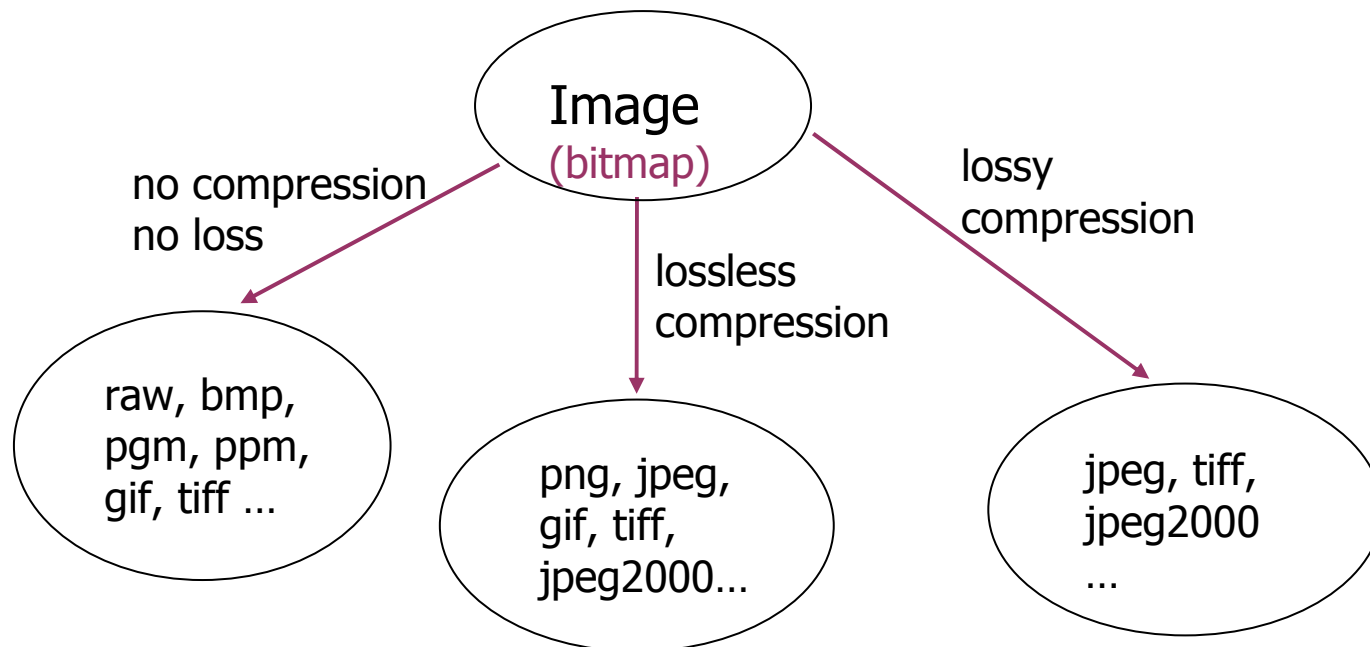 Image
(bitmap)
no compression
no loss
lossless
compression
lossy
compression
raw, bmp,
pgm, ppm,
gif, tiff ...
png, jpeg,
gif, tiff,
jpeg2000...
jpeg, tiff,
jpeg2000
...